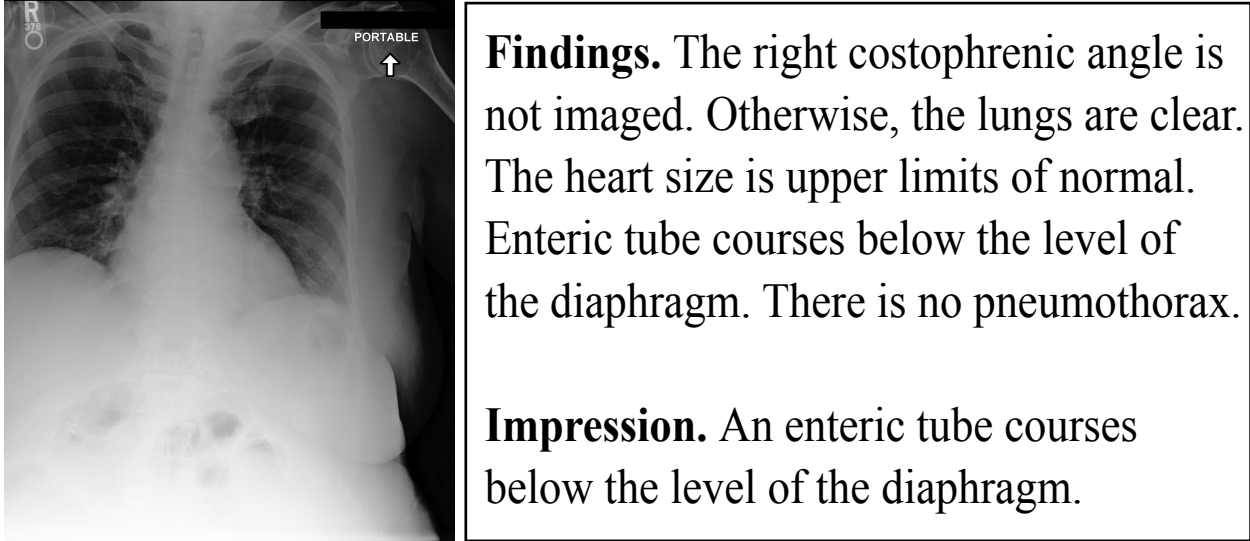 R
378
PORTABLE
Findings. The right costophrenic angle is
not imaged. Otherwise, the lungs are clear.
The heart size is upper limits of normal.
Enteric tube courses below the level of
the diaphragm. There is no pneumothorax.
Impression. An enteric tube courses
below the level of the diaphragm.